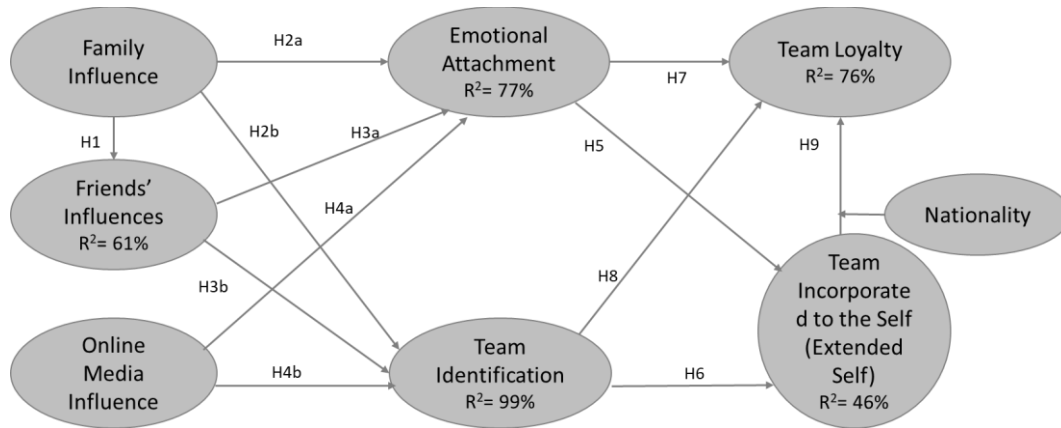 Family
Influence
H2a
Emotional
Attachment
R²= 77%
H7
Team Loyalty
R²= 76%
H1
H2b
H3a
H5
H9
Friends'
Influences
R²= 61%
H4a
Nationality
H3b
H8
Team
Incorporate
d to the Self
(Extended
Self)
R²= 46%
Online
Media
Influence
H4b
Team
Identification
R²= 99%
H6